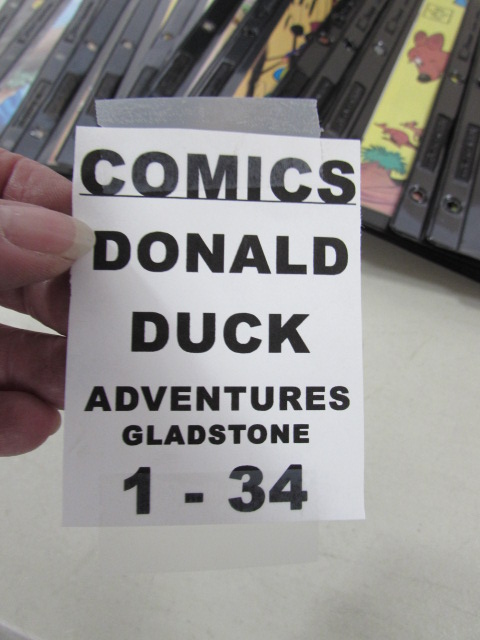 COMICS
DONALD
DUCK
ADVENTURES
GLADSTONE
1 - 34